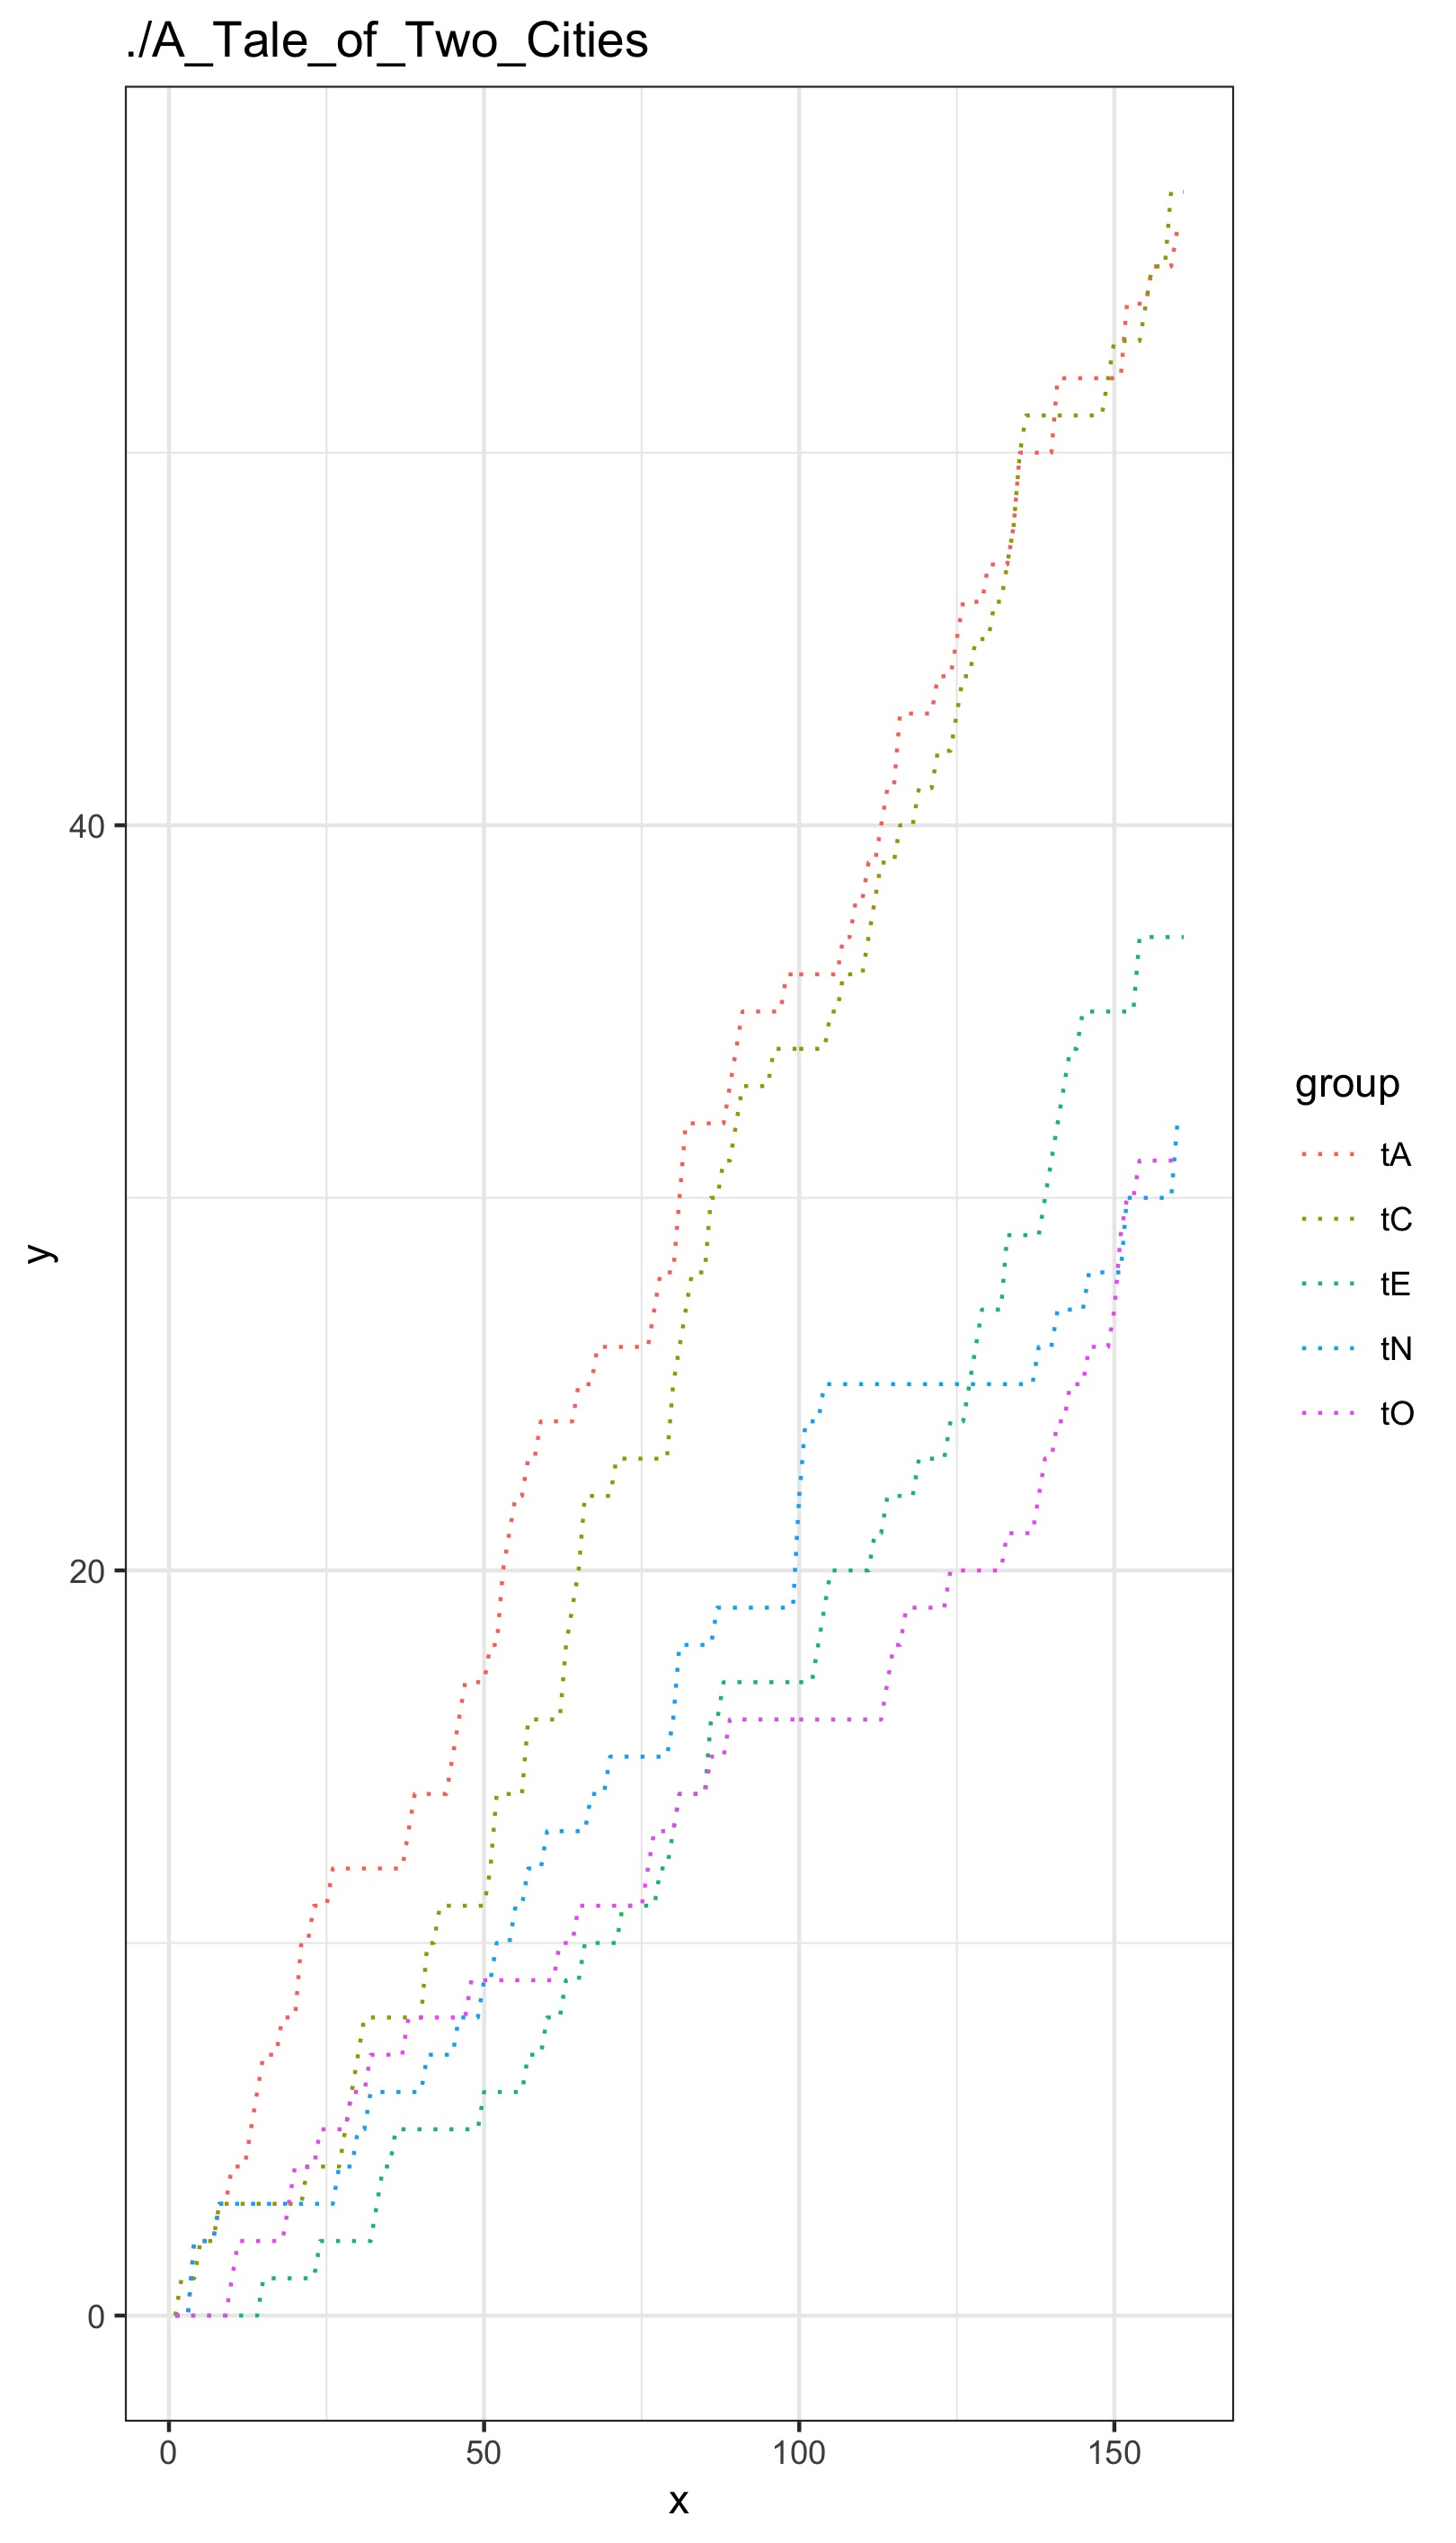 ./A_Tale_of_Two_Cities
40
20
0
y
0 50 100 150
x
group
tA
tC
tE
tN
tO